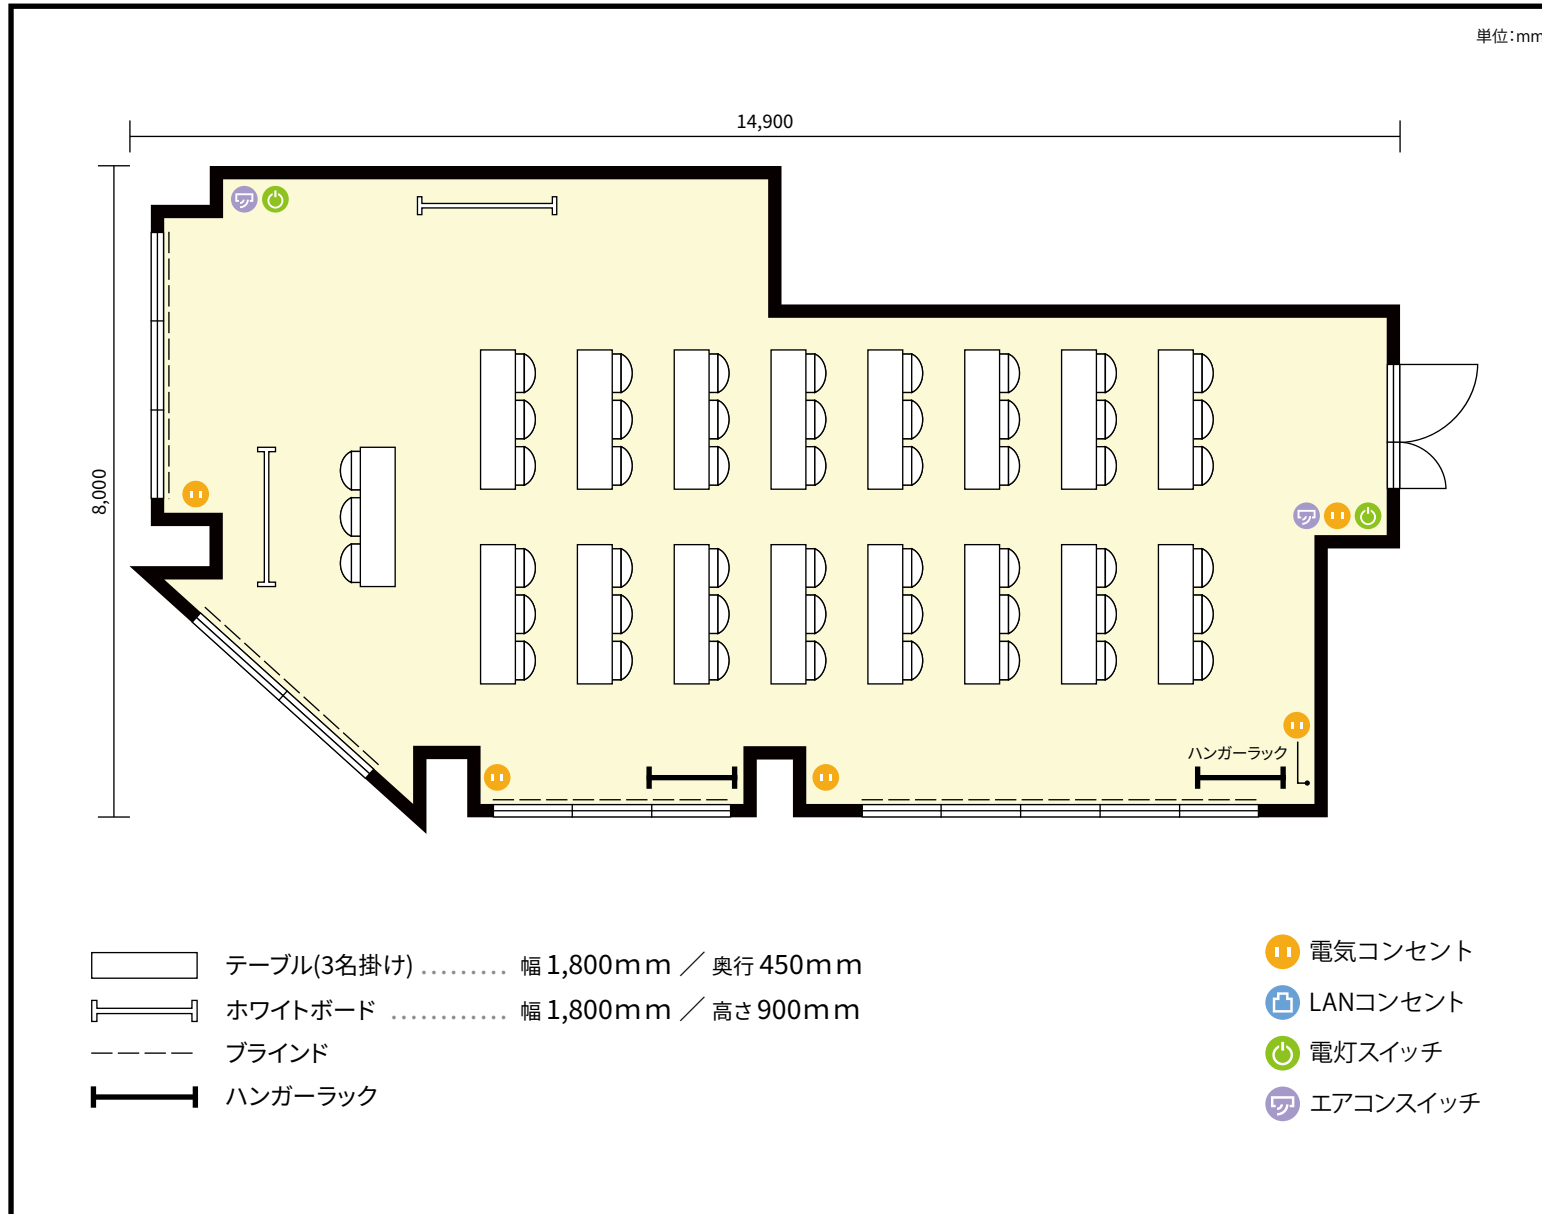 単位:mm
14,900
8,000
ハンガーラック
テーブル(3名掛け) ......... 幅 1,800mm ／ 奥行 450mm
ホワイトボード ............ 幅 1,800mm ／ 高さ 900mm
ブラインド
ハンガーラック
電気コンセント
LANコンセント
電灯スイッチ
エアコンスイッチ